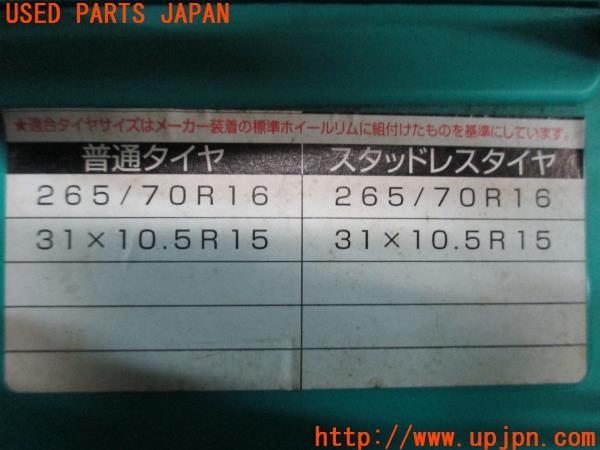 USED PARTS JAPAN
★適合タイヤサイズはメーカー装着の標準ホイールリムに組付けたものを基準にしています。
普通タイヤ スタッドレスタイヤ
265/70R16 265/70R16
31×10.5R15 31×10.5R15
USED PARTS JAPAN
http://www.upjpn.com/